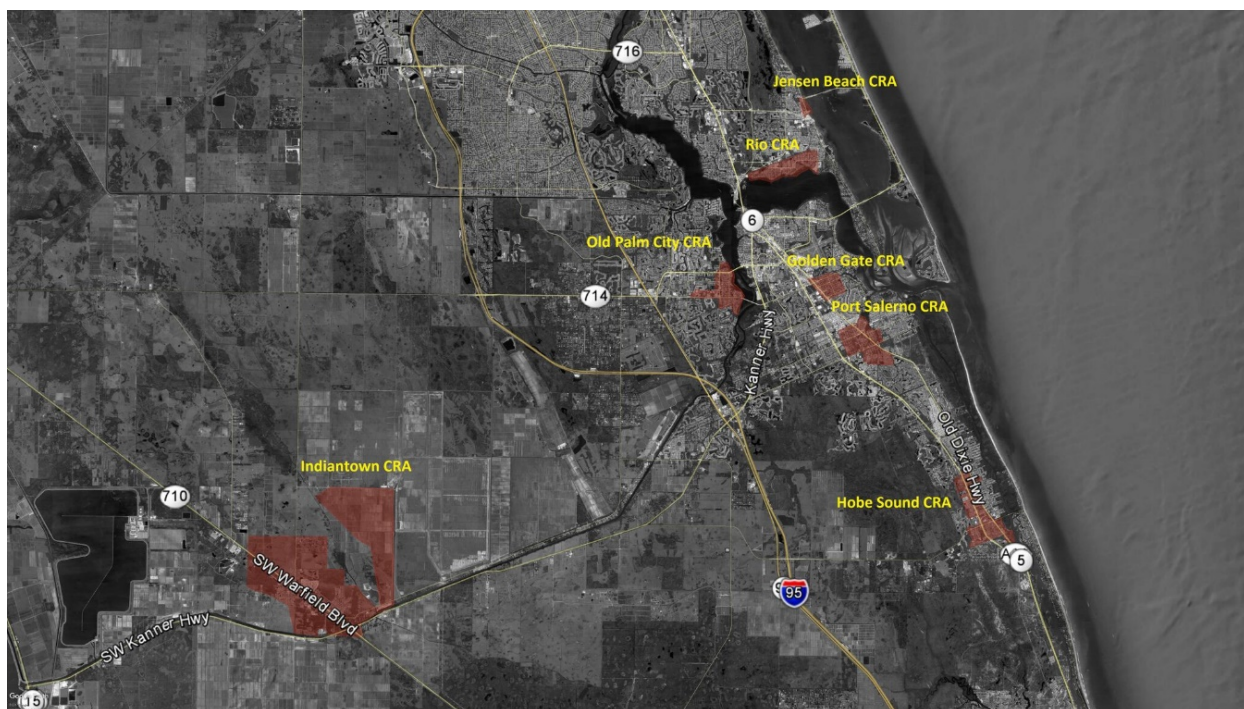 716
Jensen Beach CRA
Rio CRA
6
Old Palm City CRA
Golden Gate CRA
714
Port Salerno CRA
Kanner Hwy
Old Dixie Hwy
Indiantown CRA
710
Hobe Sound CRA
SW Warfield Blvd
A
5
95
SW Kanner Hwy
15